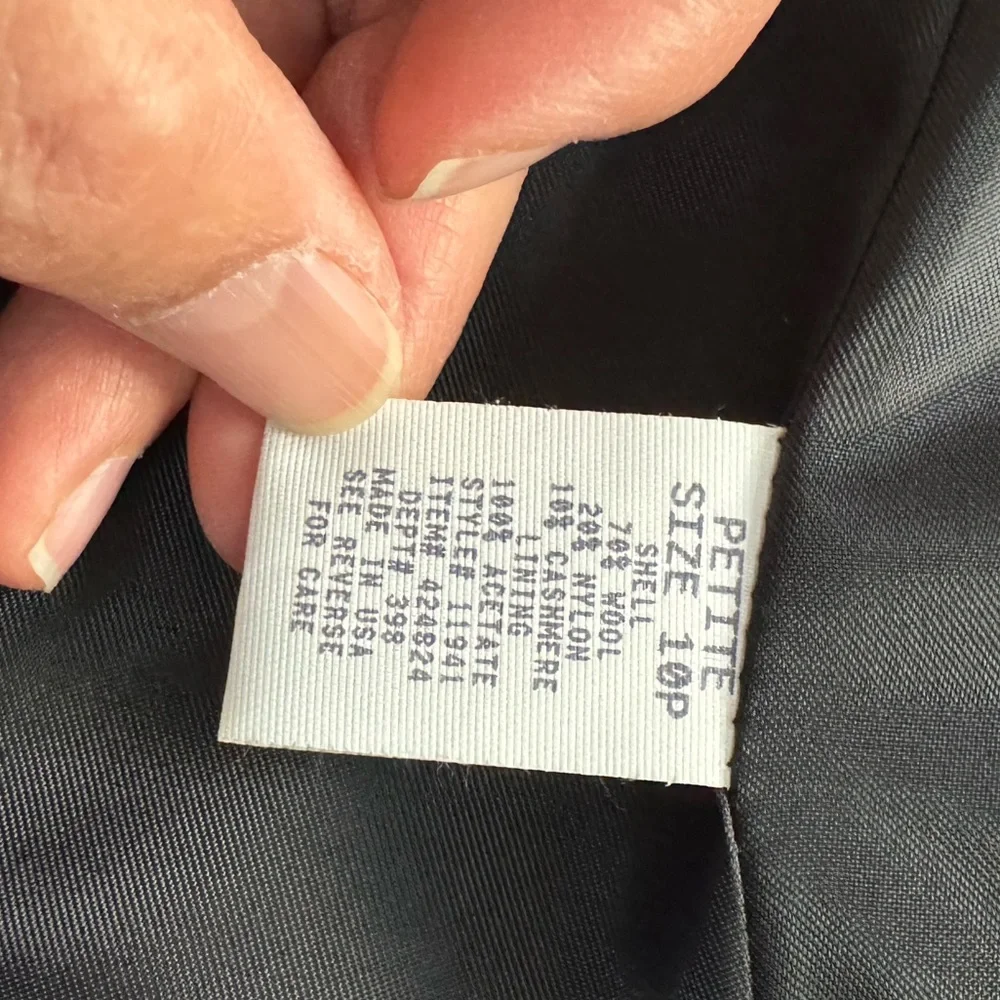 PETITE
SIZE 10P
SHELL
70% WOOL
20% NYLON
10% CASHMERE
LINING
100% ACETATE
STYLE# 11941
ITEM# 424824
DEPT# 398
MADE IN USA
SEE REVERSE
FOR CARE